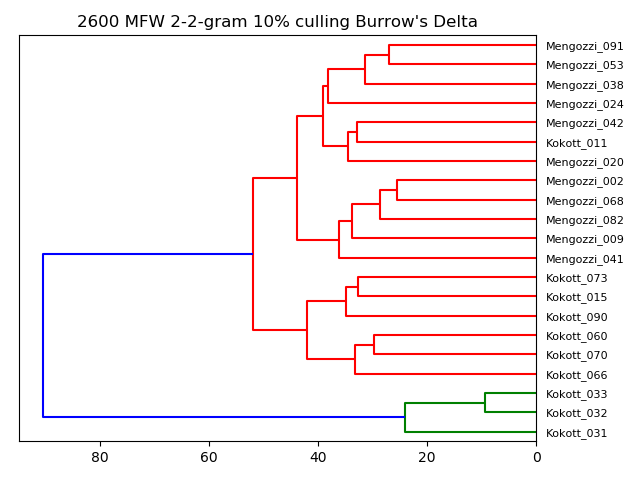 2600 MFW 2-2-gram 10% culling Burrow's Delta
Mengozzi_091
Mengozzi_053
Mengozzi_038
Mengozzi_024
Mengozzi_042
Kokott_011
Mengozzi_020
Mengozzi_002
Mengozzi_068
Mengozzi_082
Mengozzi_009
Mengozzi_041
Kokott_073
Kokott_015
Kokott_090
Kokott_060
Kokott_070
Kokott_066
Kokott_033
Kokott_032
Kokott_031
80 60 40 20 0